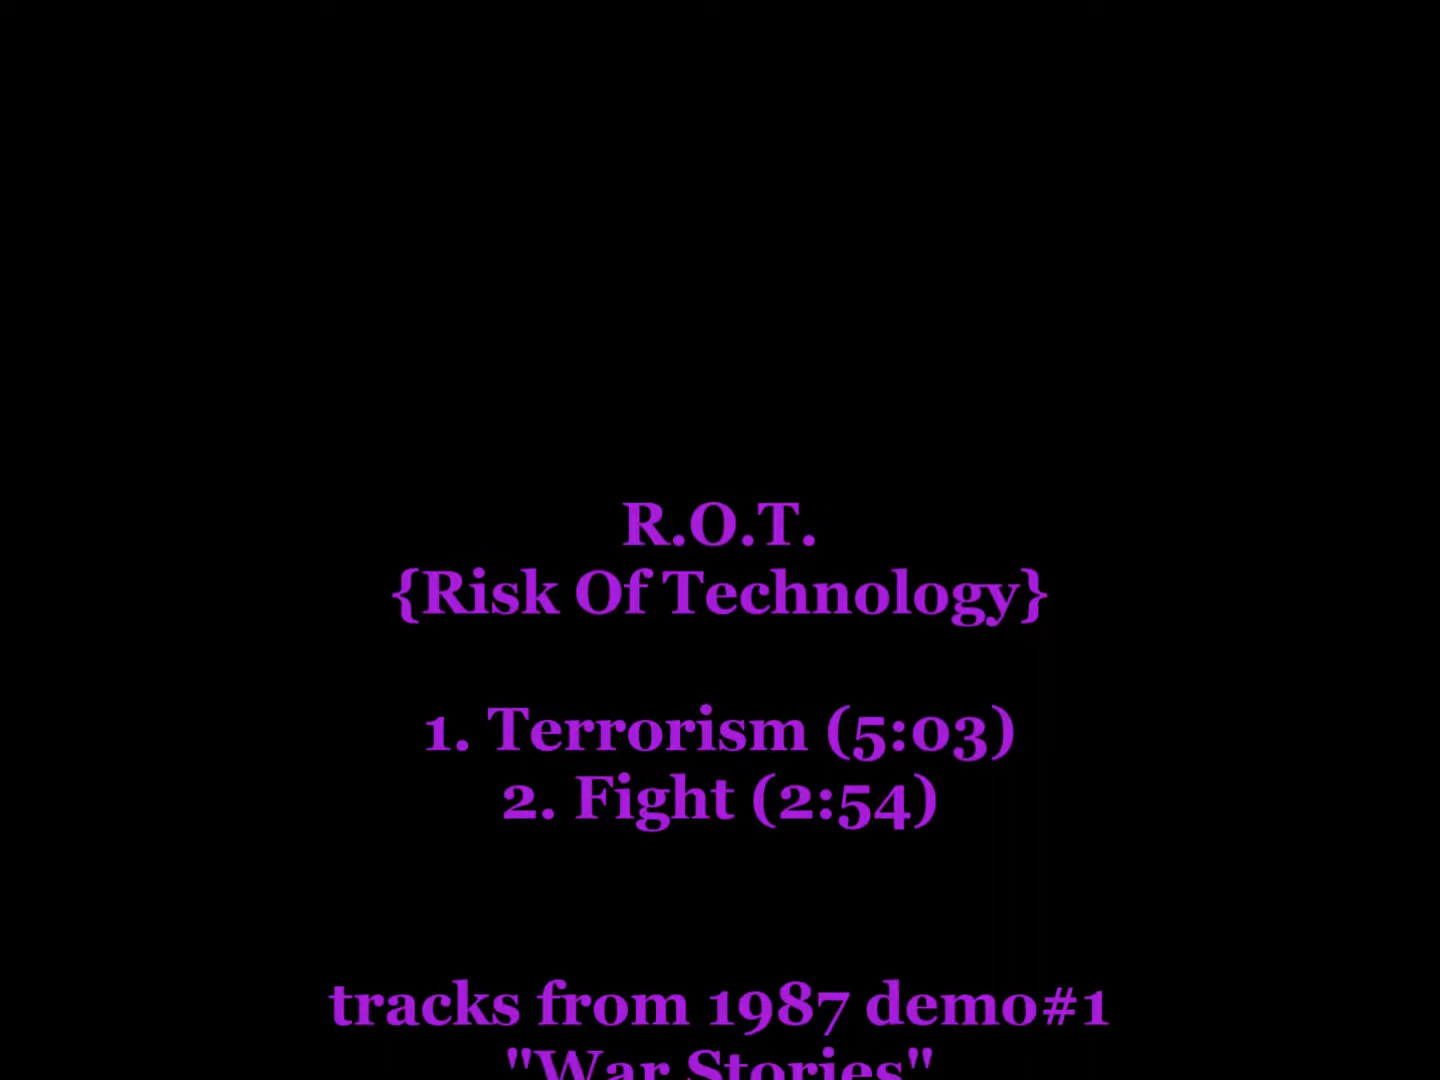 R.O.T.
{Risk Of Technology}
1. Terrorism (5:03)
2. Fight (2:54)
tracks from 1987 demo#1
"War Stories"